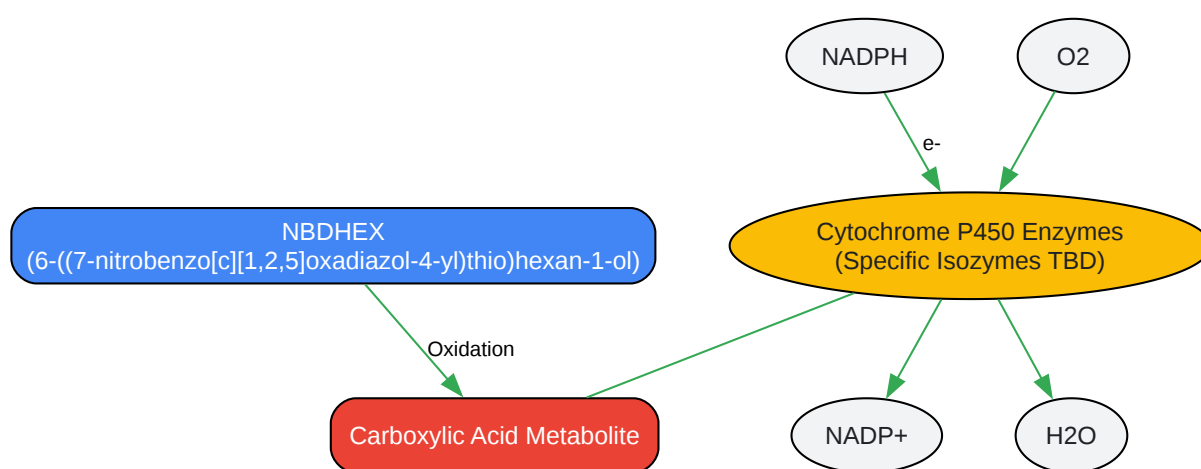 NADPH
O2
e-
NBDHEX
(6-((7-nitrobenzo[c][1,2,5]oxadiazol-4-yl)thio)hexan-1-ol)
Cytochrome P450 Enzymes
(Specific Isozymes TBD)
Oxidation
Carboxylic Acid Metabolite
NADP+
H2O